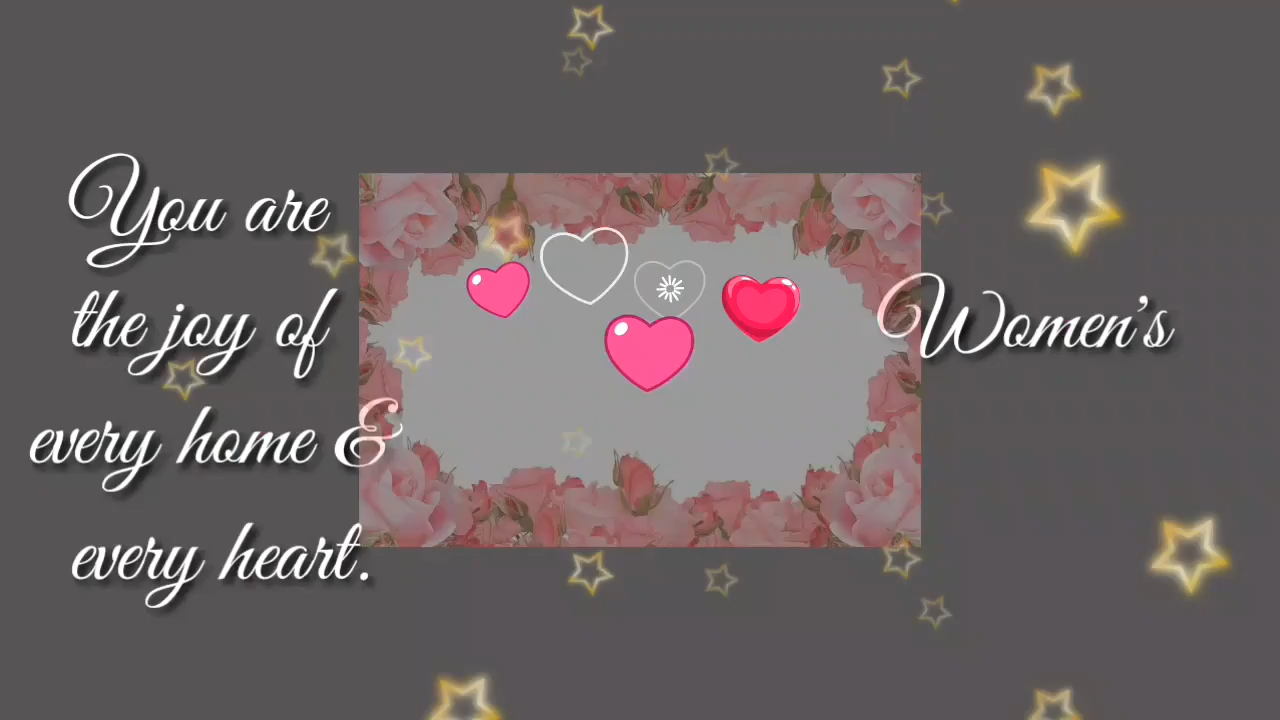 You are
the joy of
every home &
every heart.
Women's